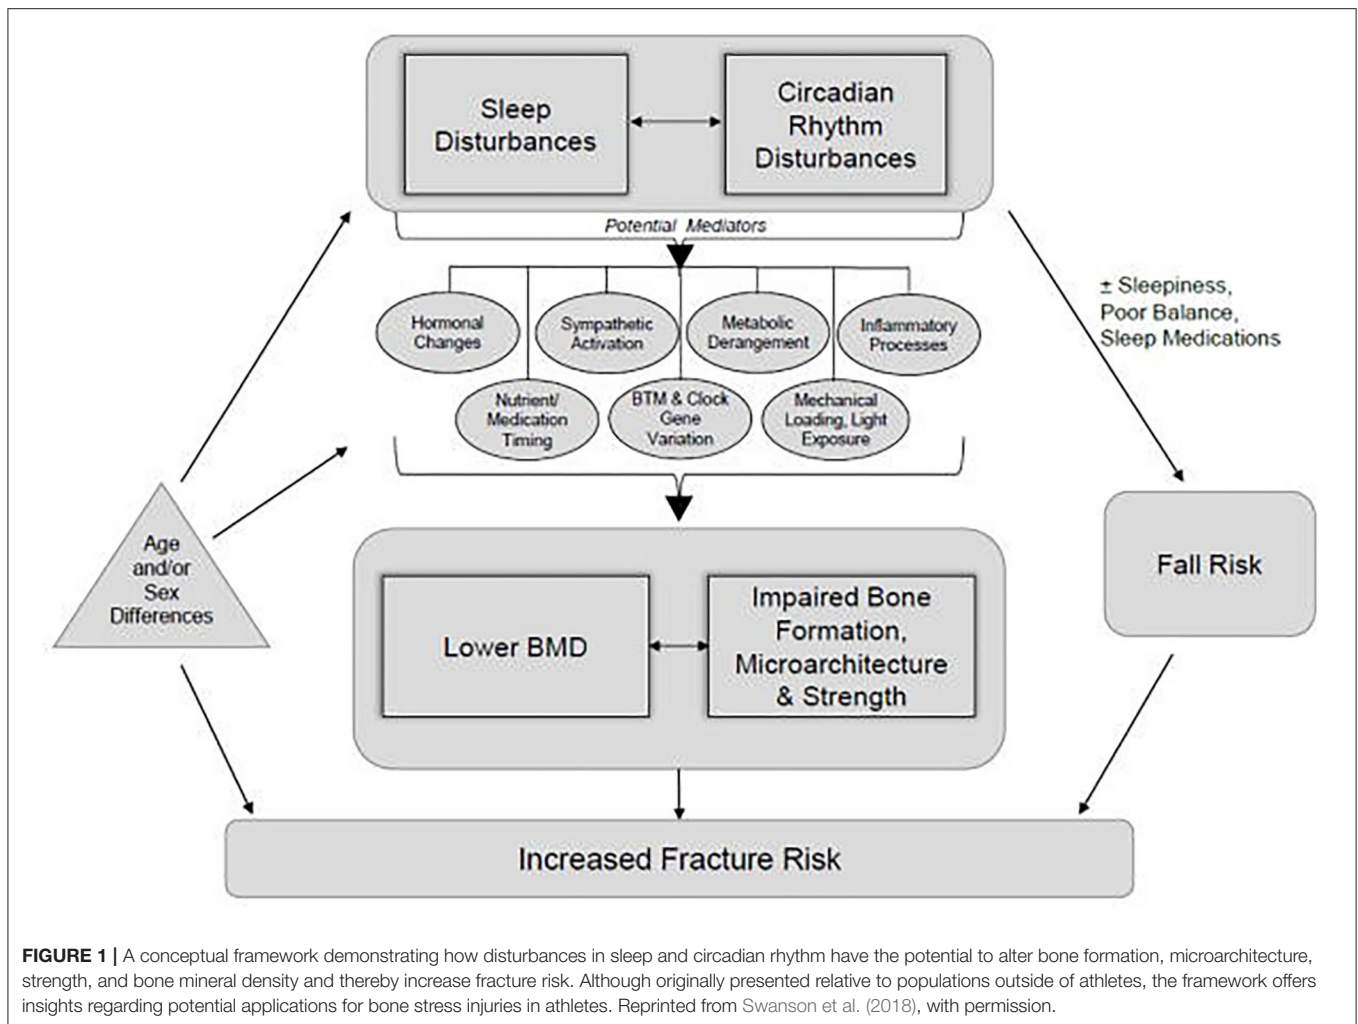 Sleep
Disturbances
Circadian
Rhythm
Disturbances
Potential Mediators
± Sleepiness,
Poor Balance,
Sleep Medications
Hormonal
Changes
Sympathetic
Activation
Metabolic
Derangement
Inflammatory
Processes
Nutrient/
Medication
Timing
BTM & Clock
Gene
Variation
Mechanical
Loading, Light
Exposure
Age
and/or
Sex
Differences
Fall Risk
Lower BMD
Impaired Bone
Formation,
Microarchitecture
& Strength
Increased Fracture Risk
FIGURE 1 | A conceptual framework demonstrating how disturbances in sleep and circadian rhythm have the potential to alter bone formation, microarchitecture,
strength, and bone mineral density and thereby increase fracture risk. Although originally presented relative to populations outside of athletes, the framework offers
insights regarding potential applications for bone stress injuries in athletes. Reprinted from Swanson et al. (2018), with permission.